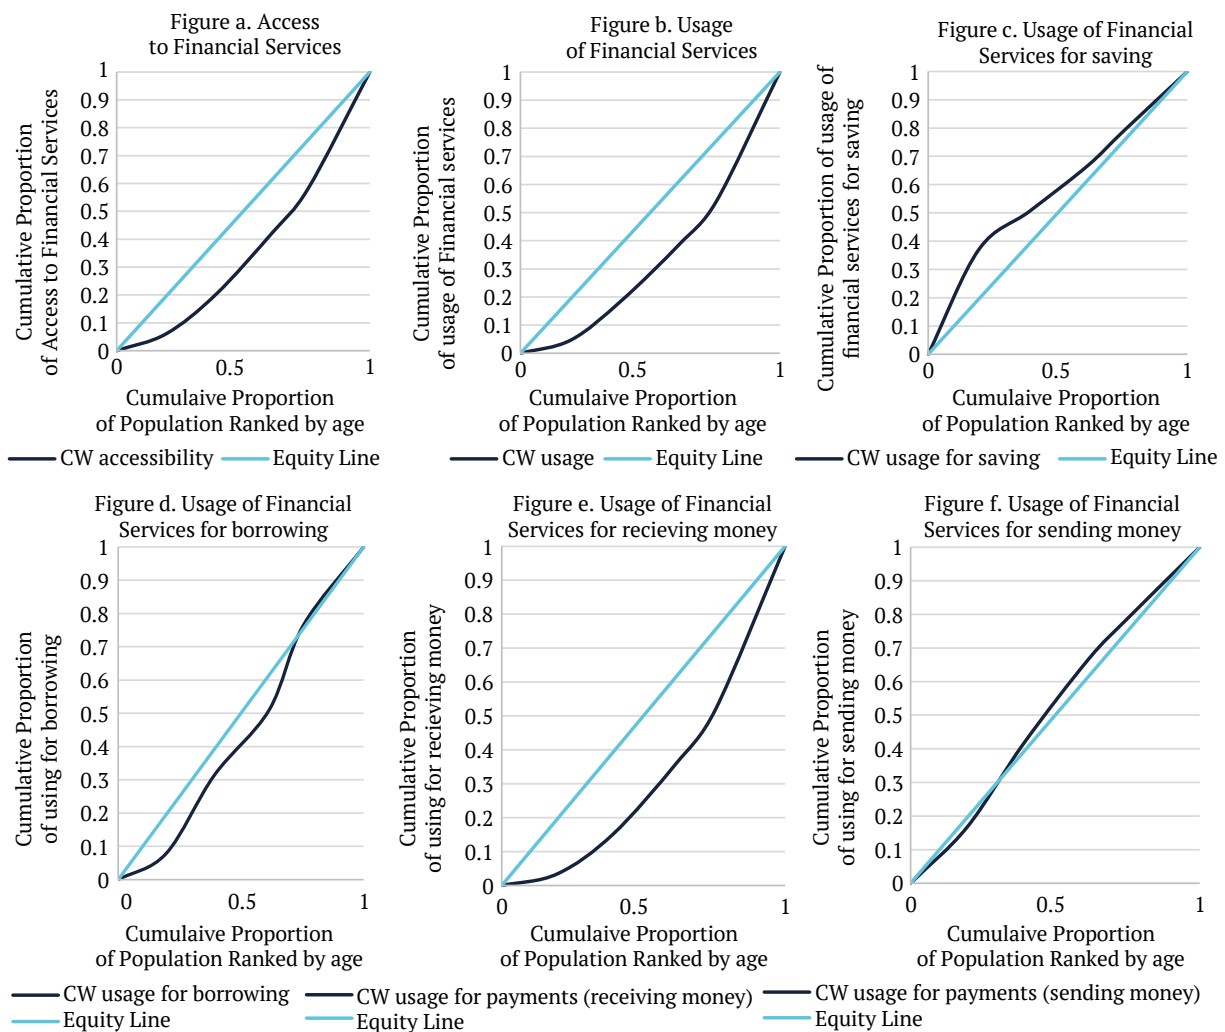 Figure a. Access
to Financial Services
Cumulative Proportion
of Access to Financial Services
1
0.9
0.8
0.7
0.6
0.5
0.4
0.3
0.2
0.1
0
0 0.5 1
Cumulaive Proportion
of Population Ranked by age
CW accessibility Equity Line
Figure b. Usage
of Financial Services
Cumulative Proportion
of usage of Financial services
1
0.9
0.8
0.7
0.6
0.5
0.4
0.3
0.2
0.1
0
0 0.5 1
Cumulaive Proportion
of Population Ranked by age
CW usage Equity Line
Figure c. Usage of Financial
Services for saving
Cumulative Proportion of usage of
financial services for saving
1
0.9
0.8
0.7
0.6
0.5
0.4
0.3
0.2
0.1
0
0 0.5 1
Cumulaive Proportion
of Population Ranked by age
CW usage for saving Equity Line
Figure d. Usage of Financial
Services for borrowing
Cumulative Proportion
of using for borrowing
1
0.9
0.8
0.7
0.6
0.5
0.4
0.3
0.2
0.1
0
0 0.5 1
Cumulaive Proportion
of Population Ranked by age
CW usage for borrowing
Equity Line
Figure e. Usage of Financial
Services for recieving money
Cumulative Proportion
of using for recieving money
1
0.9
0.8
0.7
0.6
0.5
0.4
0.3
0.2
0.1
0
0 0.5 1
Cumulaive Proportion
of Population Ranked by age
CW usage for payments (receiving money)
Equity Line
Figure f. Usage of Financial
Services for sending money
Cumulative Proportion
of using for sending money
1
0.9
0.8
0.7
0.6
0.5
0.4
0.3
0.2
0.1
0
0 0.5 1
Cumulaive Proportion
of Population Ranked by age
CW usage for payments (sending money)
Equity Line